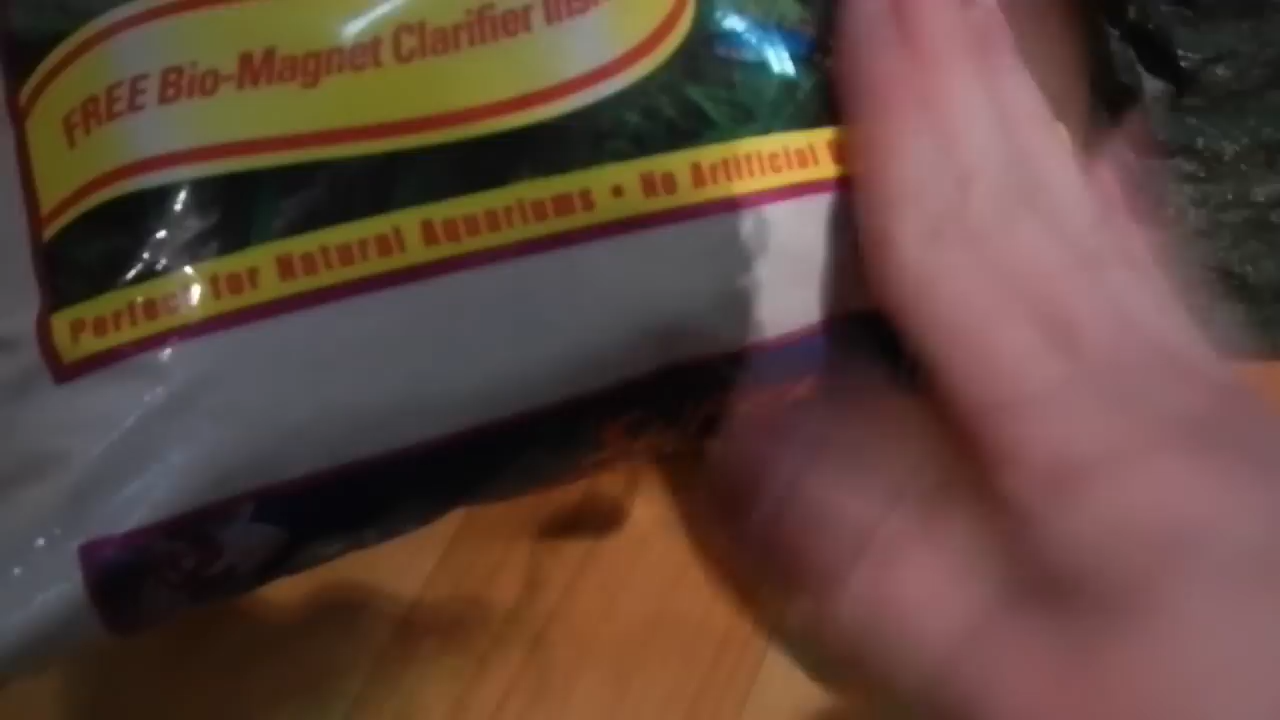 FREE Bio-Magnet Clarifier
Perfect for Natural Aquariums • No Artificial